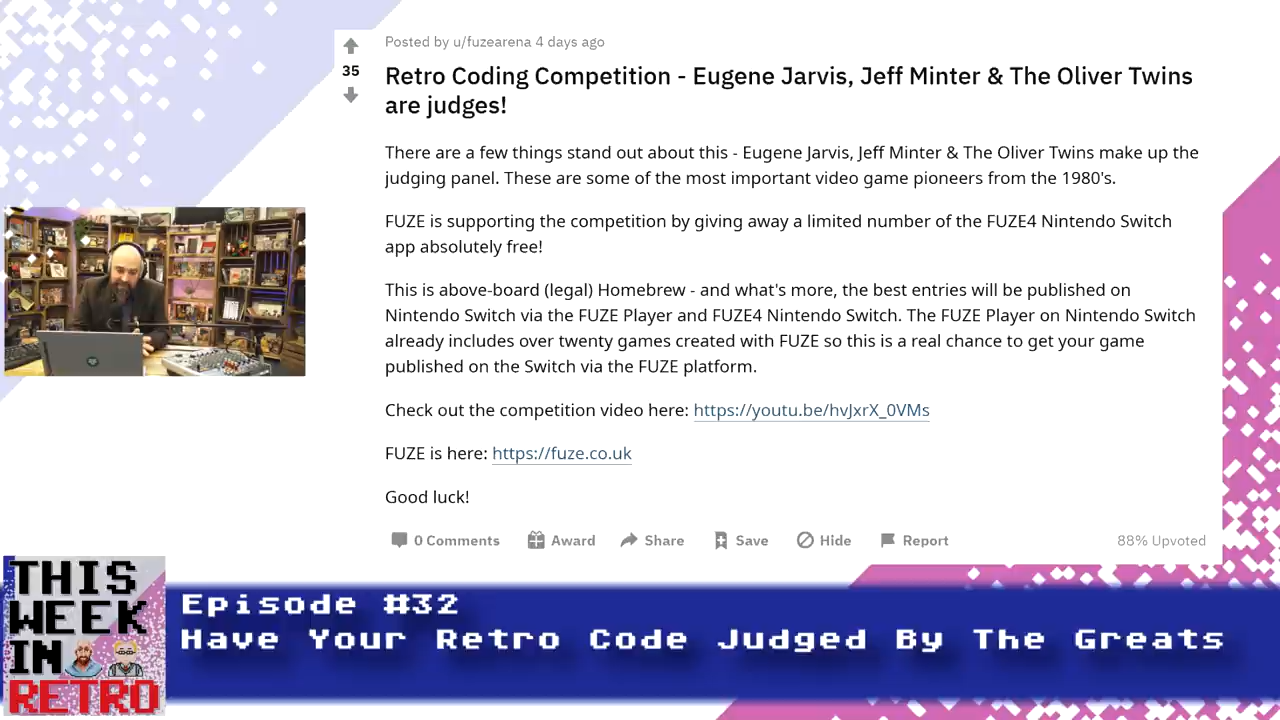 Posted by u/fuzearena 4 days ago
35
Retro Coding Competition - Eugene Jarvis, Jeff Minter & The Oliver Twins
are judges!
There are a few things stand out about this - Eugene Jarvis, Jeff Minter & The Oliver Twins make up the
judging panel. These are some of the most important video game pioneers from the 1980's.
FUZE is supporting the competition by giving away a limited number of the FUZE4 Nintendo Switch
app absolutely free!
This is above-board (legal) Homebrew - and what's more, the best entries will be published on
Nintendo Switch via the FUZE Player and FUZE4 Nintendo Switch. The FUZE Player on Nintendo Switch
already includes over twenty games created with FUZE so this is a real chance to get your game
published on the Switch via the FUZE platform.
Check out the competition video here: https://youtu.be/hvJxrX_0VMs
FUZE is here: https://fuze.co.uk
Good luck!
0 Comments Award Share Save Hide Report 88% Upvoted
THIS
WEEK
IN
RETRO
Episode #32
Have Your Retro Code Judged By The Greats